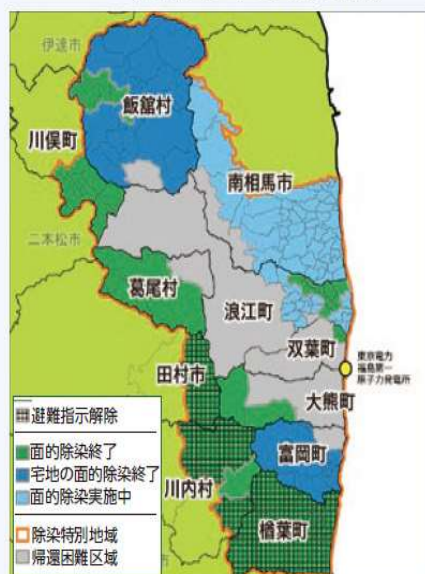 伊達市
飯舘村
川俣町
南相馬市
二本松市
葛尾村
浪江町
双葉町
東京電力
福島第一
原子力発電所
田村市
大熊町
富岡町
川内村
楢葉町
避難指示解除
面的除染終了
宅地の面的除染終了
面的除染実施中
除染特別地域
帰還困難区域